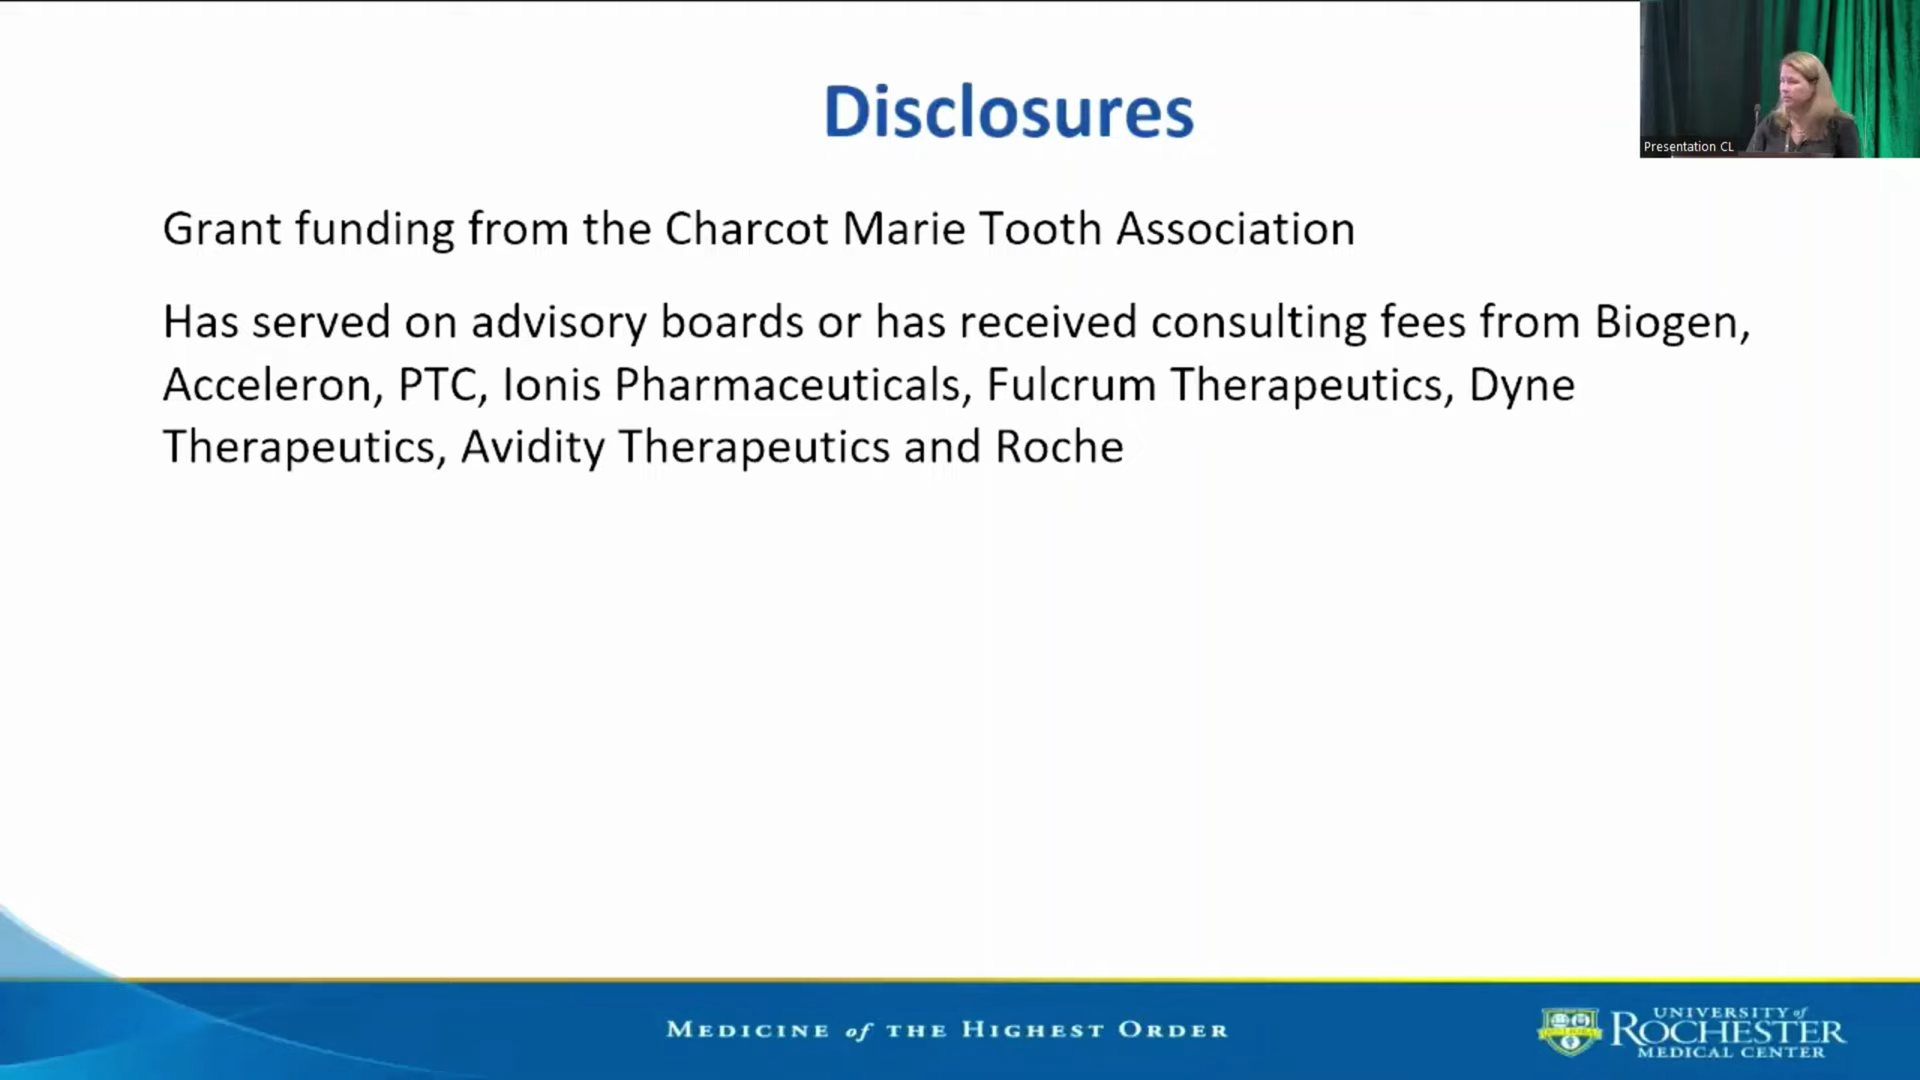 Disclosures
Presentation CL
Grant funding from the Charcot Marie Tooth Association
Has served on advisory boards or has received consulting fees from Biogen,
Acceleron, PTC, Ionis Pharmaceuticals, Fulcrum Therapeutics, Dyne
Therapeutics, Avidity Therapeutics and Roche
MEDICINE of THE HIGHEST ORDER
UNIVERSITY of
ROCHESTER
MEDICAL CENTER